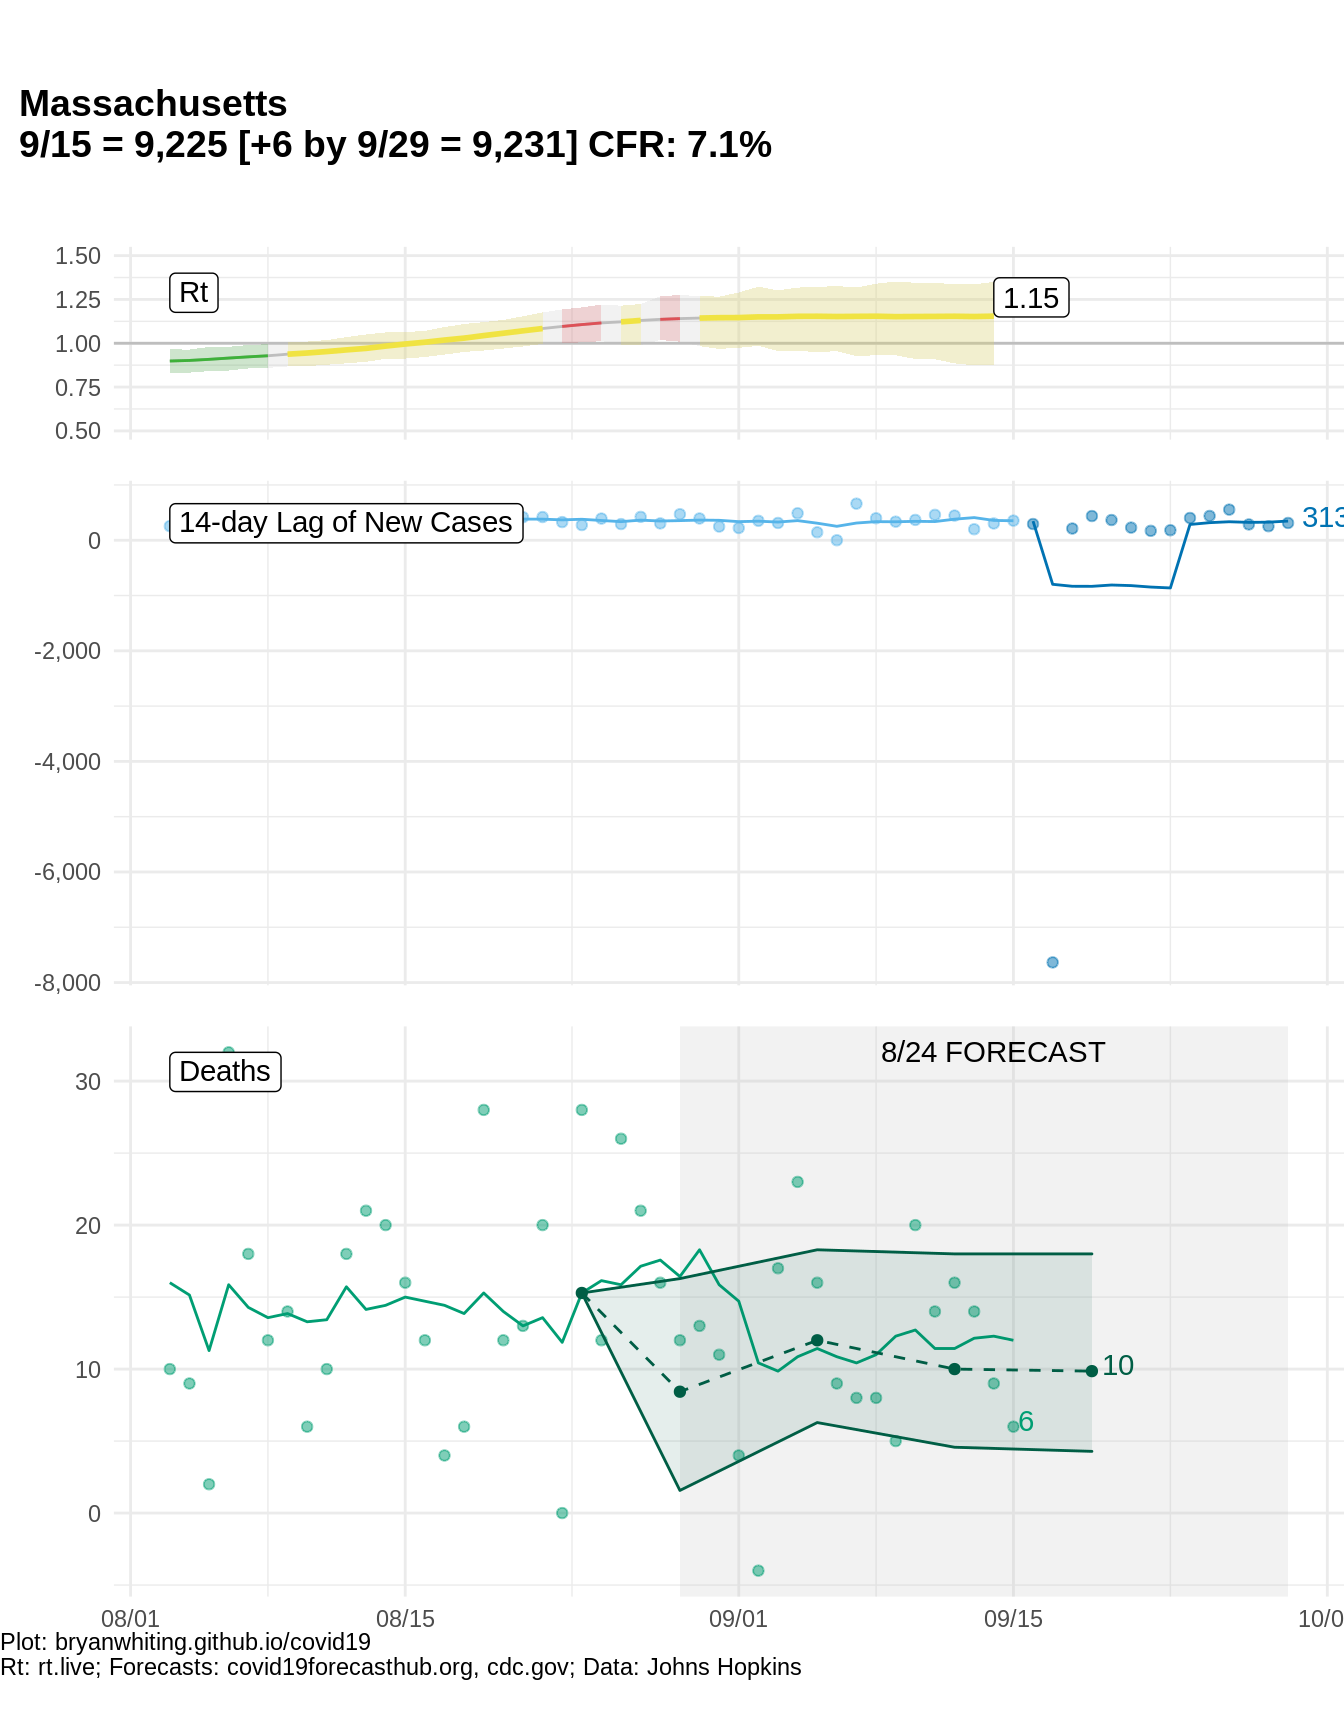 Massachusetts
9/15 = 9,225 [+6 by 9/29 = 9,231] CFR: 7.1%
1.50
1.25
1.00
0.75
0.50
Rt
1.15
14-day Lag of New Cases
313
0
-2,000
-4,000
-6,000
-8,000
Deaths
8/24 FORECAST
30
20
10
0
10
6
08/01
08/15
09/01
09/15
10/0
Plot: bryanwhiting.github.io/covid19
Rt: rt.live; Forecasts: covid19forecasthub.org, cdc.gov; Data: Johns Hopkins